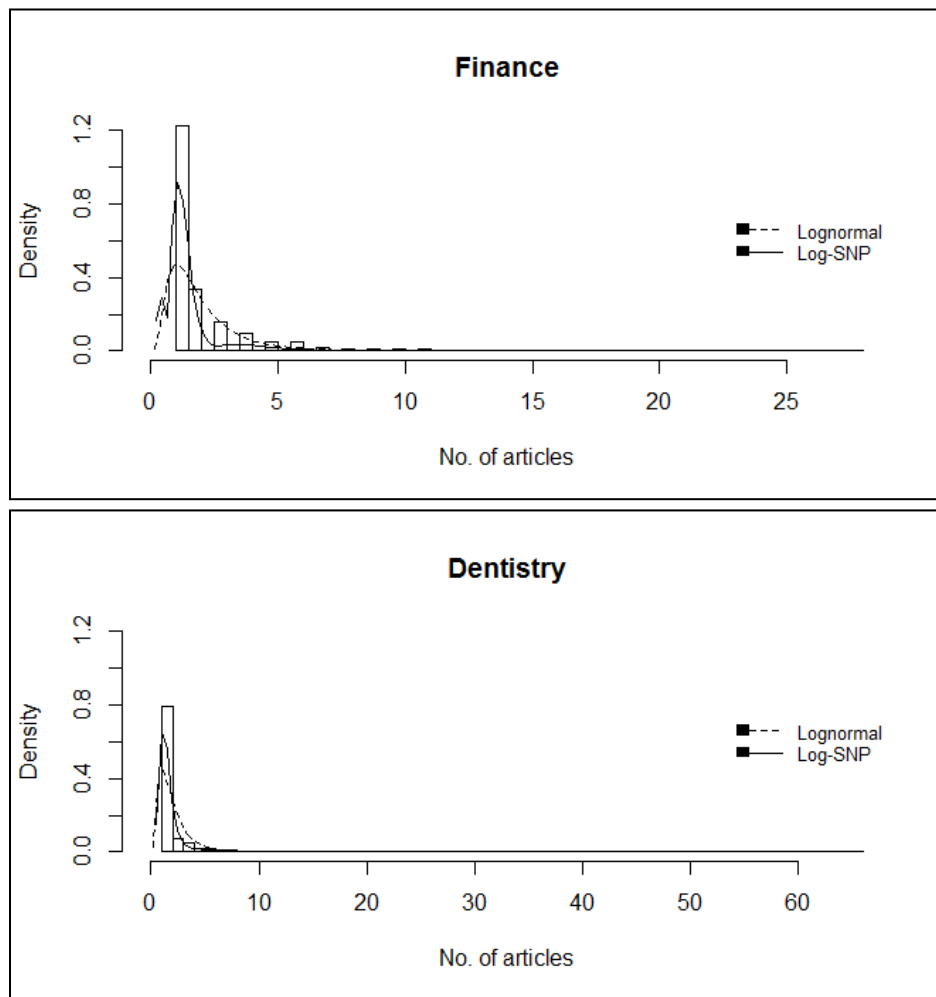 Finance
Density
0.0 0.4 0.8 1.2
Lognormal
Log-SNP
0 5 10 15 20 25
No. of articles
Dentistry
Density
0.0 0.4 0.8 1.2
Lognormal
Log-SNP
0 10 20 30 40 50 60
No. of articles